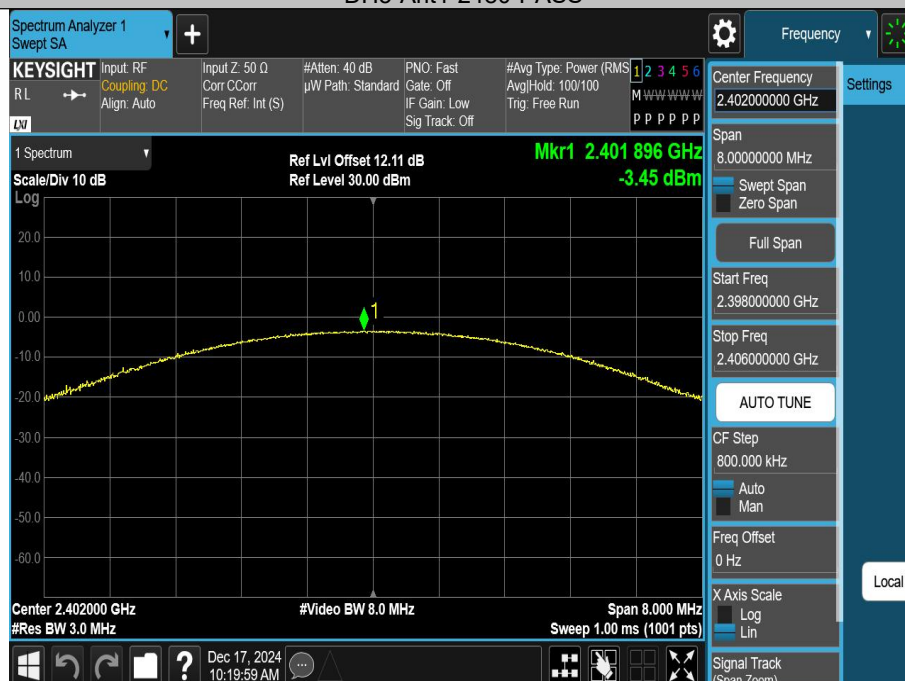 Spectrum Analyzer 1
Swept SA
Frequency
KEYSIGHT
R L
LXI
Input: RF
Coupling: DC
Align: Auto
Input Z: 50 Ω
Corr CCorr
Freq Ref: Int (S)
#Atten: 40 dB
µW Path: Standard
PNO: Fast
Gate: Off
IF Gain: Low
Sig Track: Off
#Avg Type: Power (RMS
Avg|Hold: 100/100
Trig: Free Run
1 2 3 4 5 6
M W W W W W
P P P P P P
1 Spectrum
Scale/Div 10 dB
Log
Ref Lvl Offset 12.11 dB
Ref Level 30.00 dBm
Mkr1 2.401 896 GHz
-3.45 dBm
20.0
10.0
0.00
-10.0
-20.0
-30.0
-40.0
-50.0
-60.0
1
Center 2.402000 GHz
#Res BW 3.0 MHz
#Video BW 8.0 MHz
Span 8.000 MHz
Sweep 1.00 ms (1001 pts)
Dec 17, 2024
10:19:59 AM
?
Center Frequency
2.402000000 GHz
Span
8.00000000 MHz
Swept Span
Zero Span
Full Span
Start Freq
2.398000000 GHz
Stop Freq
2.406000000 GHz
AUTO TUNE
CF Step
800.000 kHz
Auto
Man
Freq Offset
0 Hz
X Axis Scale
Log
Lin
Signal Track
(Span Zoom)
Settings
Local